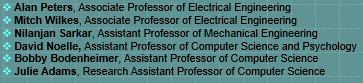 ❖ Alan Peters, Associate Professor of Electrical Engineering
❖ Mitch Wilkes, Associate Professor of Electrical Engineering
❖ Nilanjan Sarkar, Assistant Professor of Mechanical Engineering
❖ David Noelle, Assistant Professor of Computer Science and Psychology
❖ Bobby Bodenheimer, Assistant Professor of Computer Science
❖ Julie Adams, Research Assistant Professor of Computer Science